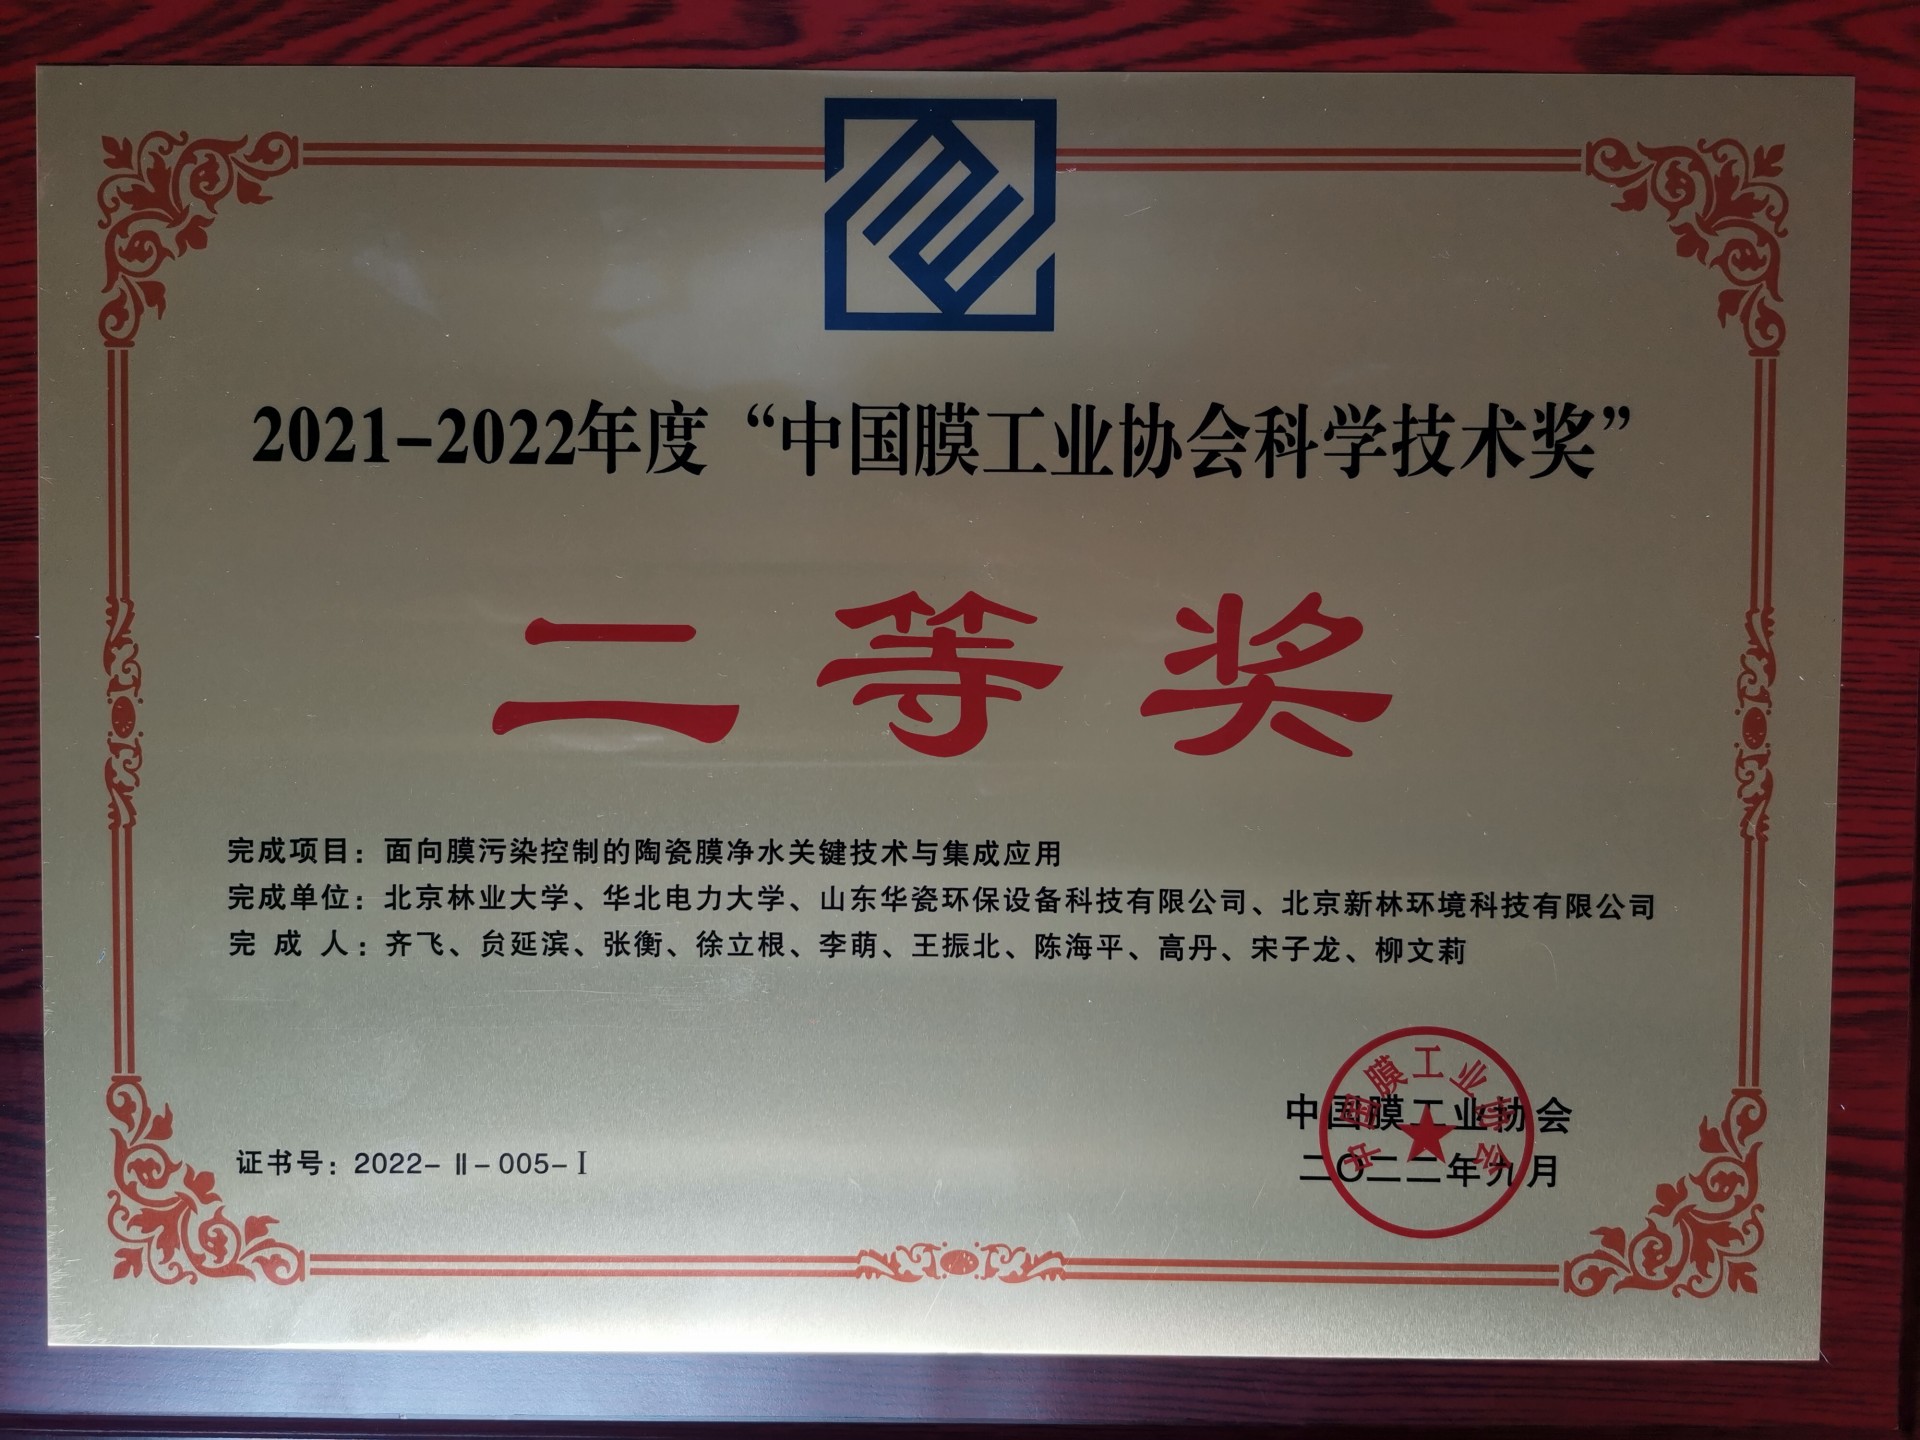 2021-2022年度“中国膜工业协会科学技术奖”
二等奖
完成项目：面向膜污染控制的陶瓷膜净水关键技术与集成应用
完成单位：北京林业大学、华北电力大学、山东华瓷环保设备科技有限公司、北京新林环境科技有限公司
完成人：齐飞、贠延滨、张衡、徐立根、李萌、王振北、陈海平、高丹、宋子龙、柳文莉
中国膜工业协会
中国膜工业协会
二〇二二年九月
证书号：2022-Ⅱ-005-Ⅰ